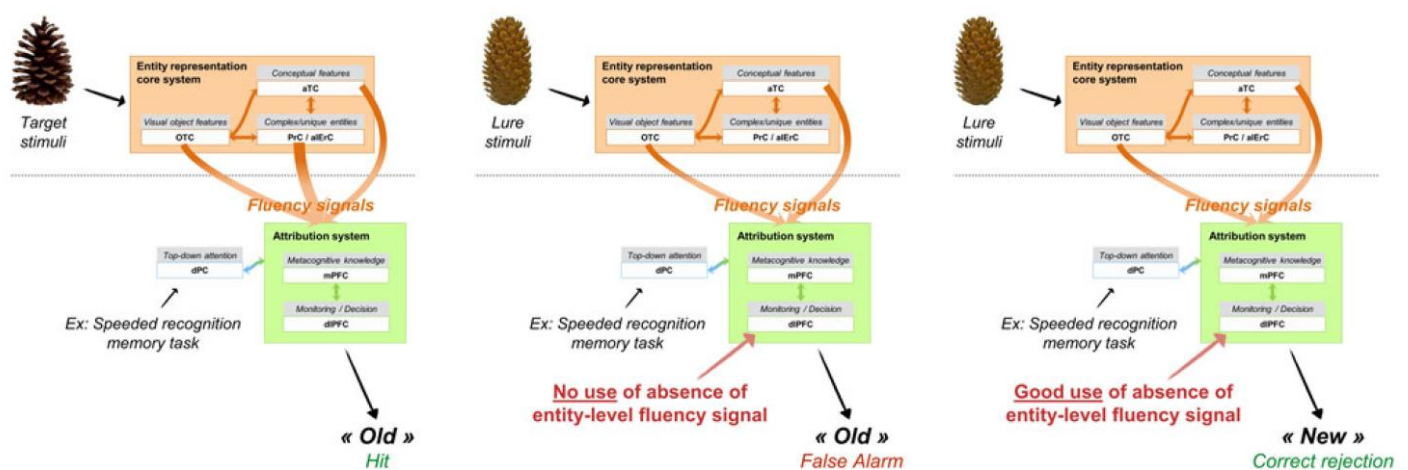 Target
stimuli
Entity representation
core system
Conceptual features
aTC
Visual object features
OTC
Complex/unique entities
PrC / alErC
Fluency signals
Attribution system
Top-down attention
dPC
Metacognitive knowledge
mPFC
Monitoring / Decision
dlPFC
Ex: Speeded recognition
memory task
« Old »
Hit
Lure
stimuli
Entity representation
core system
Conceptual features
aTC
Visual object features
OTC
Complex/unique entities
PrC / alErC
Fluency signals
Attribution system
Top-down attention
dPC
Metacognitive knowledge
mPFC
Monitoring / Decision
dlPFC
Ex: Speeded recognition
memory task
No use of absence of
entity-level fluency signal
« Old »
False Alarm
Lure
stimuli
Entity representation
core system
Conceptual features
aTC
Visual object features
OTC
Complex/unique entities
PrC / alErC
Fluency signals
Attribution system
Top-down attention
dPC
Metacognitive knowledge
mPFC
Monitoring / Decision
dlPFC
Ex: Speeded recognition
memory task
Good use of absence of
entity-level fluency signal
« New »
Correct rejection